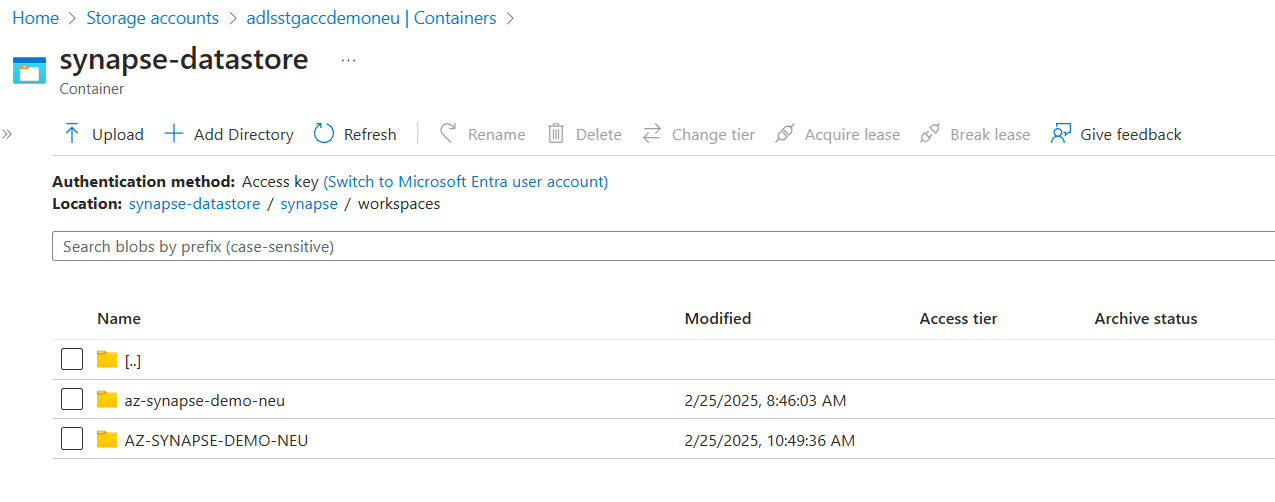 Home > Storage accounts > adlsstgaccdemoneu | Containers >
synapse-datastore ...
Container
» Upload Add Directory Refresh Rename Delete Change tier Acquire lease Break lease Give feedback
Authentication method: Access key (Switch to Microsoft Entra user account)
Location: synapse-datastore / synapse / workspaces
Search blobs by prefix (case-sensitive)
Name Modified Access tier Archive status
[..]
az-synapse-demo-neu 2/25/2025, 8:46:03 AM
AZ-SYNAPSE-DEMO-NEU 2/25/2025, 10:49:36 AM